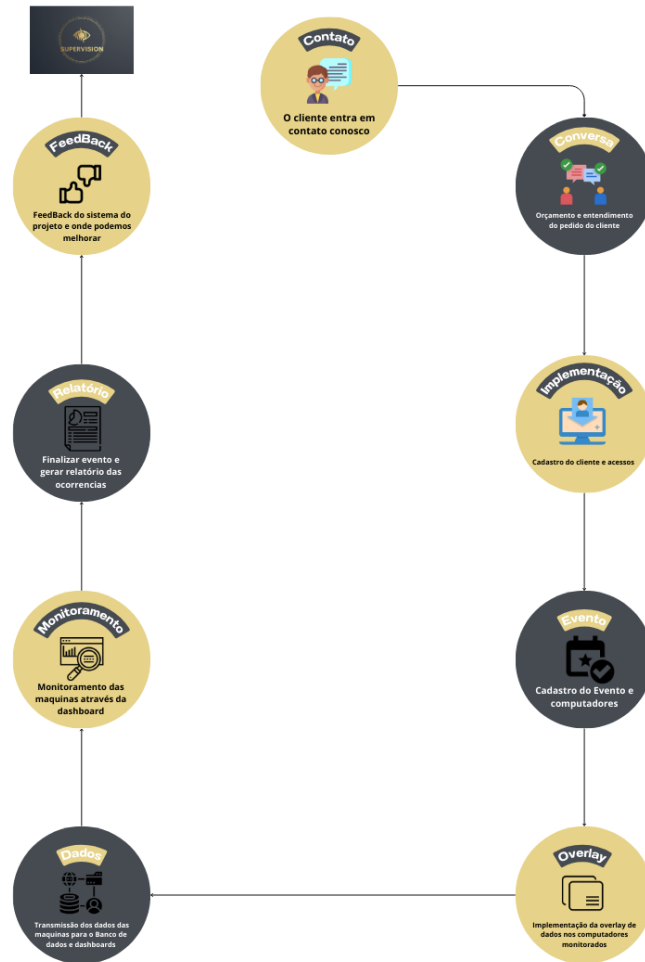 SUPERVISION
Contato
O cliente entra em
contato conosco
Conversa
Orçamento e entendimento
do pedido do cliente
Implementação
Cadastro do cliente e acessos
Evento
Cadastro do Evento e
computadores
Overlay
Implementação da overlay de
dados nos computadores
monitorados
Dados
Transmissão dos dados das
maquinas para o Banco de
dados e dashboards
Monitoramento
Monitoramento das
maquinas através da
dashboard
Relatório
Finalizar evento e
gerar relatório das
ocorrencias
FeedBack
FeedBack do sistema do
projeto e onde podemos
melhorar